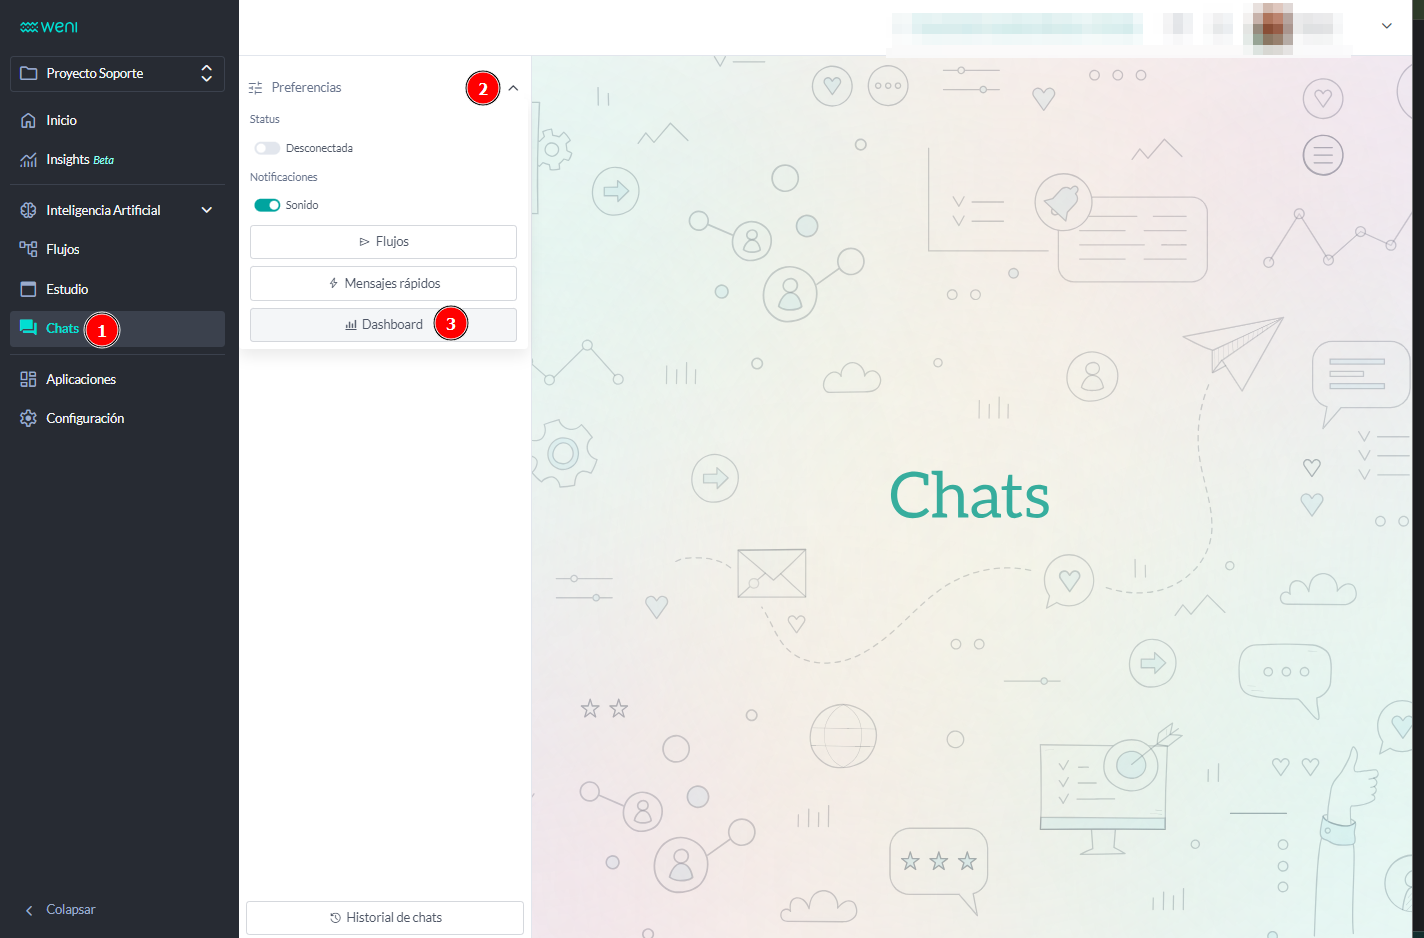 weni
Proyecto Soporte
Inicio
Insights Beta
Inteligencia Artificial
Flujos
Estudio
Chats 1
Aplicaciones
Configuración
Colapsar
Preferencias 2
Status
Desconectada
Notificaciones
Sonido
Flujos
Mensajes rápidos
Dashboard 3
Historial de chats
Chats